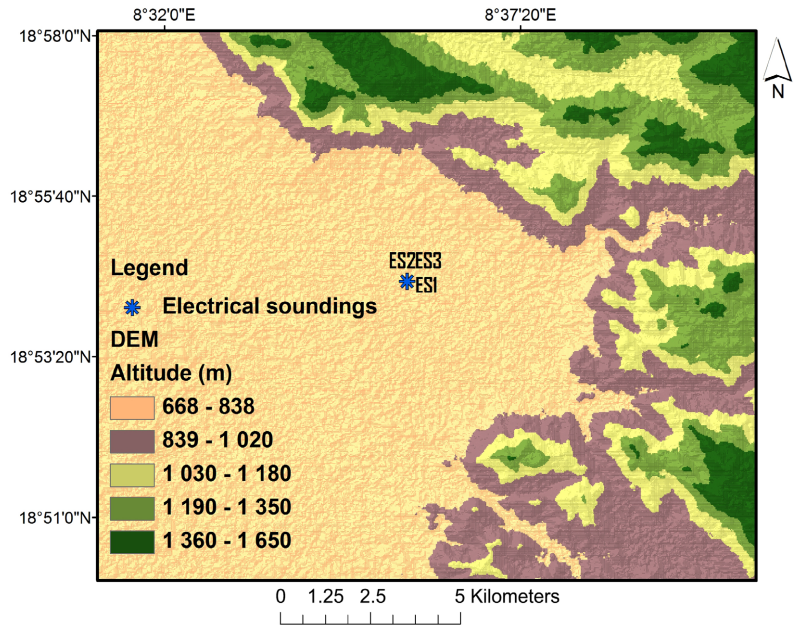 8°32'0"E 8°37'20"E
18°58'0"N
N
18°55'40"N
ES2ES3
ES1
Legend
Electrical soundings
DEM
18°53'20"N
Altitude (m)
668 - 838
839 - 1 020
1 030 - 1 180
1 190 - 1 350
18°51'0"N
1 360 - 1 650
0 1.25 2.5 5 Kilometers